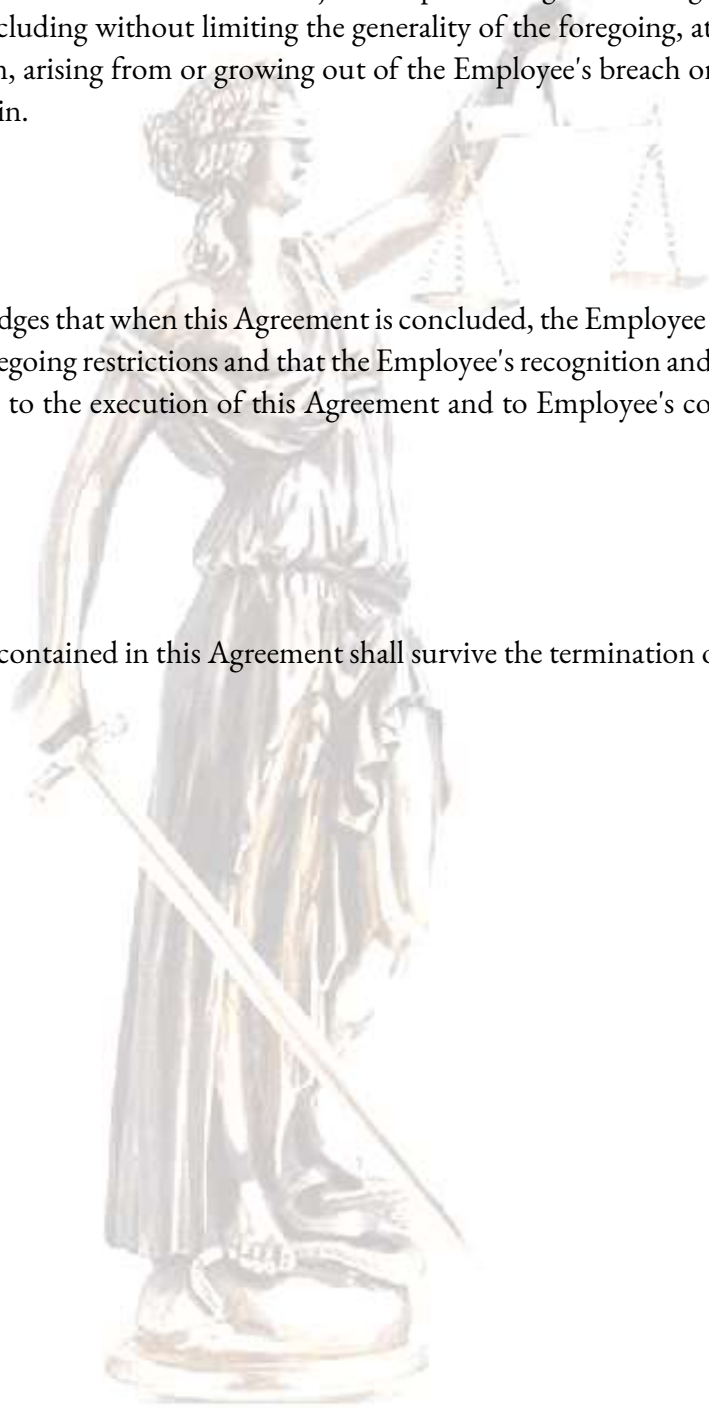 cluding without limiting the generality of the foregoing, at
, arising from or growing out of the Employee's breach or
in.
dges that when this Agreement is concluded, the Employee
egoing restrictions and that the Employee's recognition and
to the execution of this Agreement and to Employee's co
contained in this Agreement shall survive the termination o